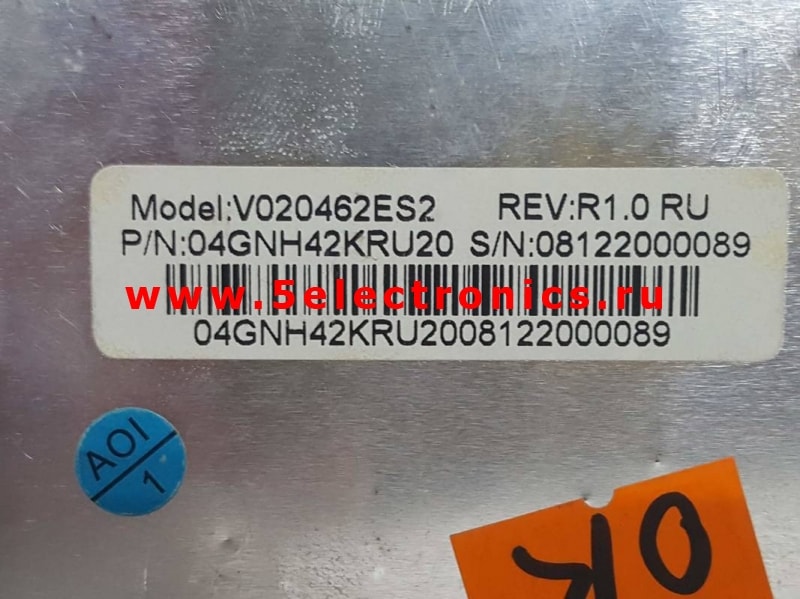 Model:V020462ES2 REV:R1.0 RU
P/N:04GNH42KRU20 S/N:08122000089
www.5electronics.ru
04GNH42KRU2008122000089
AOI
1
OK